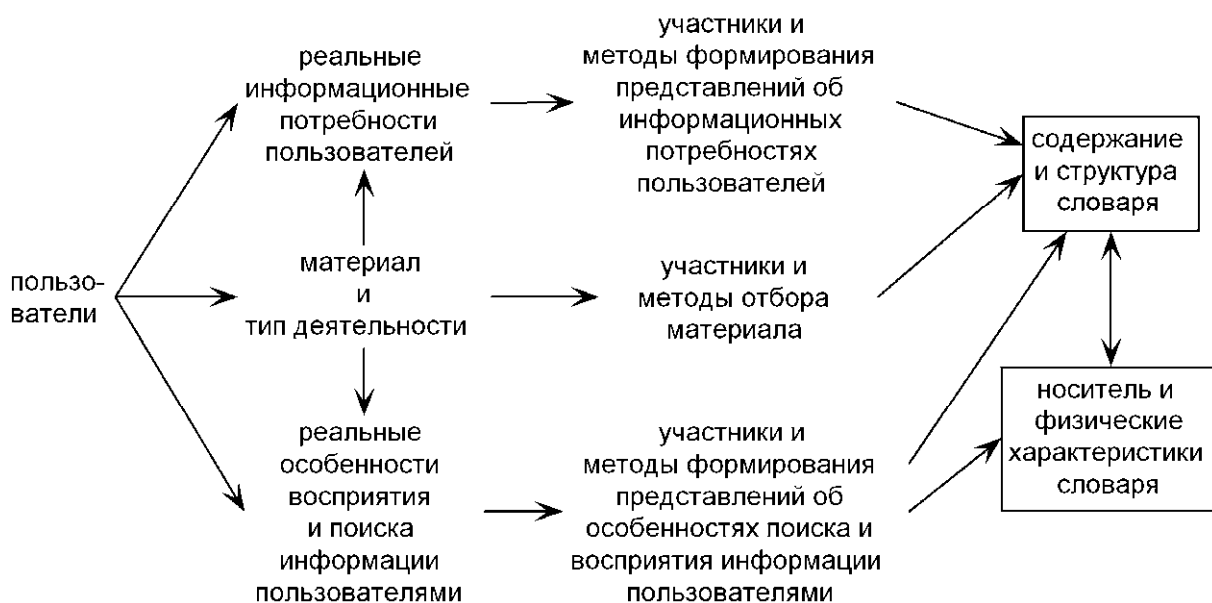 пользо-
ватели
реальные
информационные
потребности
пользователей
материал
и
тип деятельности
реальные
особенности
восприятия
и поиска
информации
пользователями
участники и
методы формирования
представлений об
информационных
потребностях
пользователей
участники и
методы отбора
материала
участники и
методы формирования
представлений об
особенностях поиска и
восприятия информации
пользователями
содержание
и структура
словаря
носитель и
физические
характеристики
словаря